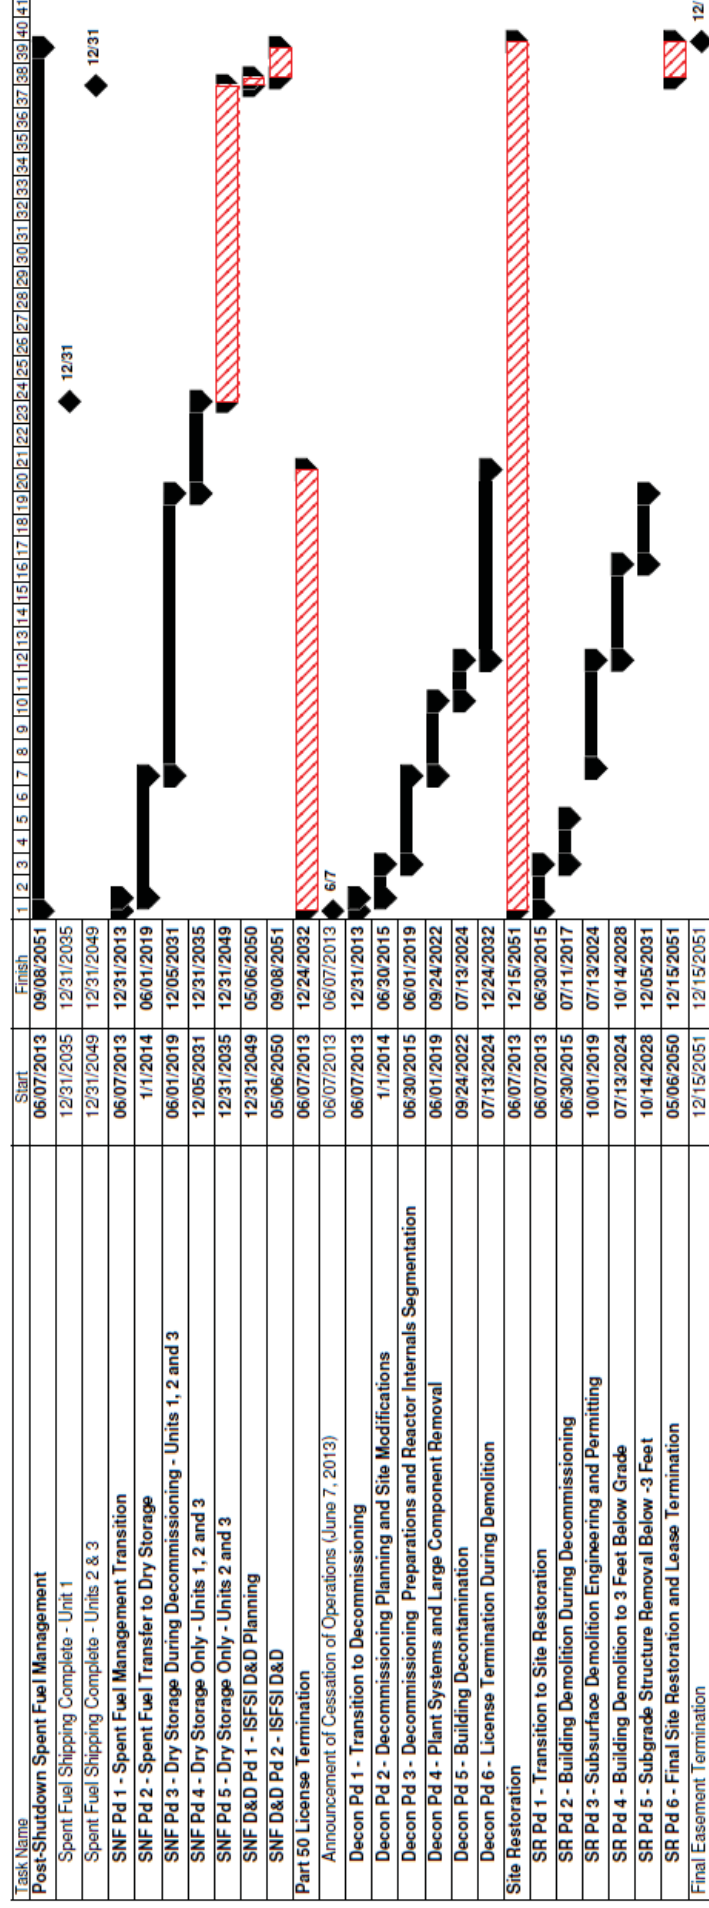 Task Name Start Finish 1 2 3 4 5 6 7 8 9 10 11 12 13 14 15 16 17 18 19 20 21 22 23 24 25 26 27 28 29 30 31 32 33 34 35 36 37 38 39 40 41
Post-Shutdown Spent Fuel Management 06/07/2013 09/08/2051
Spent Fuel Shipping Complete - Unit 1 12/31/2035 12/31/2035 12/31
Spent Fuel Shipping Complete - Units 2 & 3 12/31/2049 12/31/2049 12/31
SNF Pd 1 - Spent Fuel Management Transition 06/07/2013 12/31/2013
SNF Pd 2 - Spent Fuel Transfer to Dry Storage 1/1/2014 06/01/2019
SNF Pd 3 - Dry Storage During Decommissioning - Units 1, 2 and 3 06/01/2019 12/05/2031
SNF Pd 4 - Dry Storage Only - Units 1, 2 and 3 12/05/2031 12/31/2035
SNF Pd 5 - Dry Storage Only - Units 2 and 3 12/31/2035 12/31/2049
SNF D&D Pd 1 - ISFSI D&D Planning 12/31/2049 05/06/2050
SNF D&D Pd 2 - ISFSI D&D 05/06/2050 09/08/2051
Part 50 License Termination 06/07/2013 12/24/2032
Announcement of Cessation of Operations (June 7, 2013) 06/07/2013 06/07/2013 6/7
Decon Pd 1 - Transition to Decommissioning 06/07/2013 12/31/2013
Decon Pd 2 - Decommissioning Planning and Site Modifications 1/1/2014 06/30/2015
Decon Pd 3 - Decommissioning Preparations and Reactor Internals Segmentation 06/30/2015 06/01/2019
Decon Pd 4 - Plant Systems and Large Component Removal 06/01/2019 09/24/2022
Decon Pd 5 - Building Decontamination 09/24/2022 07/13/2024
Decon Pd 6 - License Termination During Demolition 07/13/2024 12/24/2032
Site Restoration 06/07/2013 12/15/2051
SR Pd 1 - Transition to Site Restoration 06/07/2013 06/30/2015
SR Pd 2 - Building Demolition During Decommissioning 06/30/2015 07/11/2017
SR Pd 3 - Subsurface Demolition Engineering and Permitting 10/01/2019 07/13/2024
SR Pd 4 - Building Demolition to 3 Feet Below Grade 07/13/2024 10/14/2028
SR Pd 5 - Subgrade Structure Removal Below -3 Feet 10/14/2028 12/05/2031
SR Pd 6 - Final Site Restoration and Lease Termination 05/06/2050 12/15/2051
Final Easement Termination 12/15/2051 12/15/2051 12/